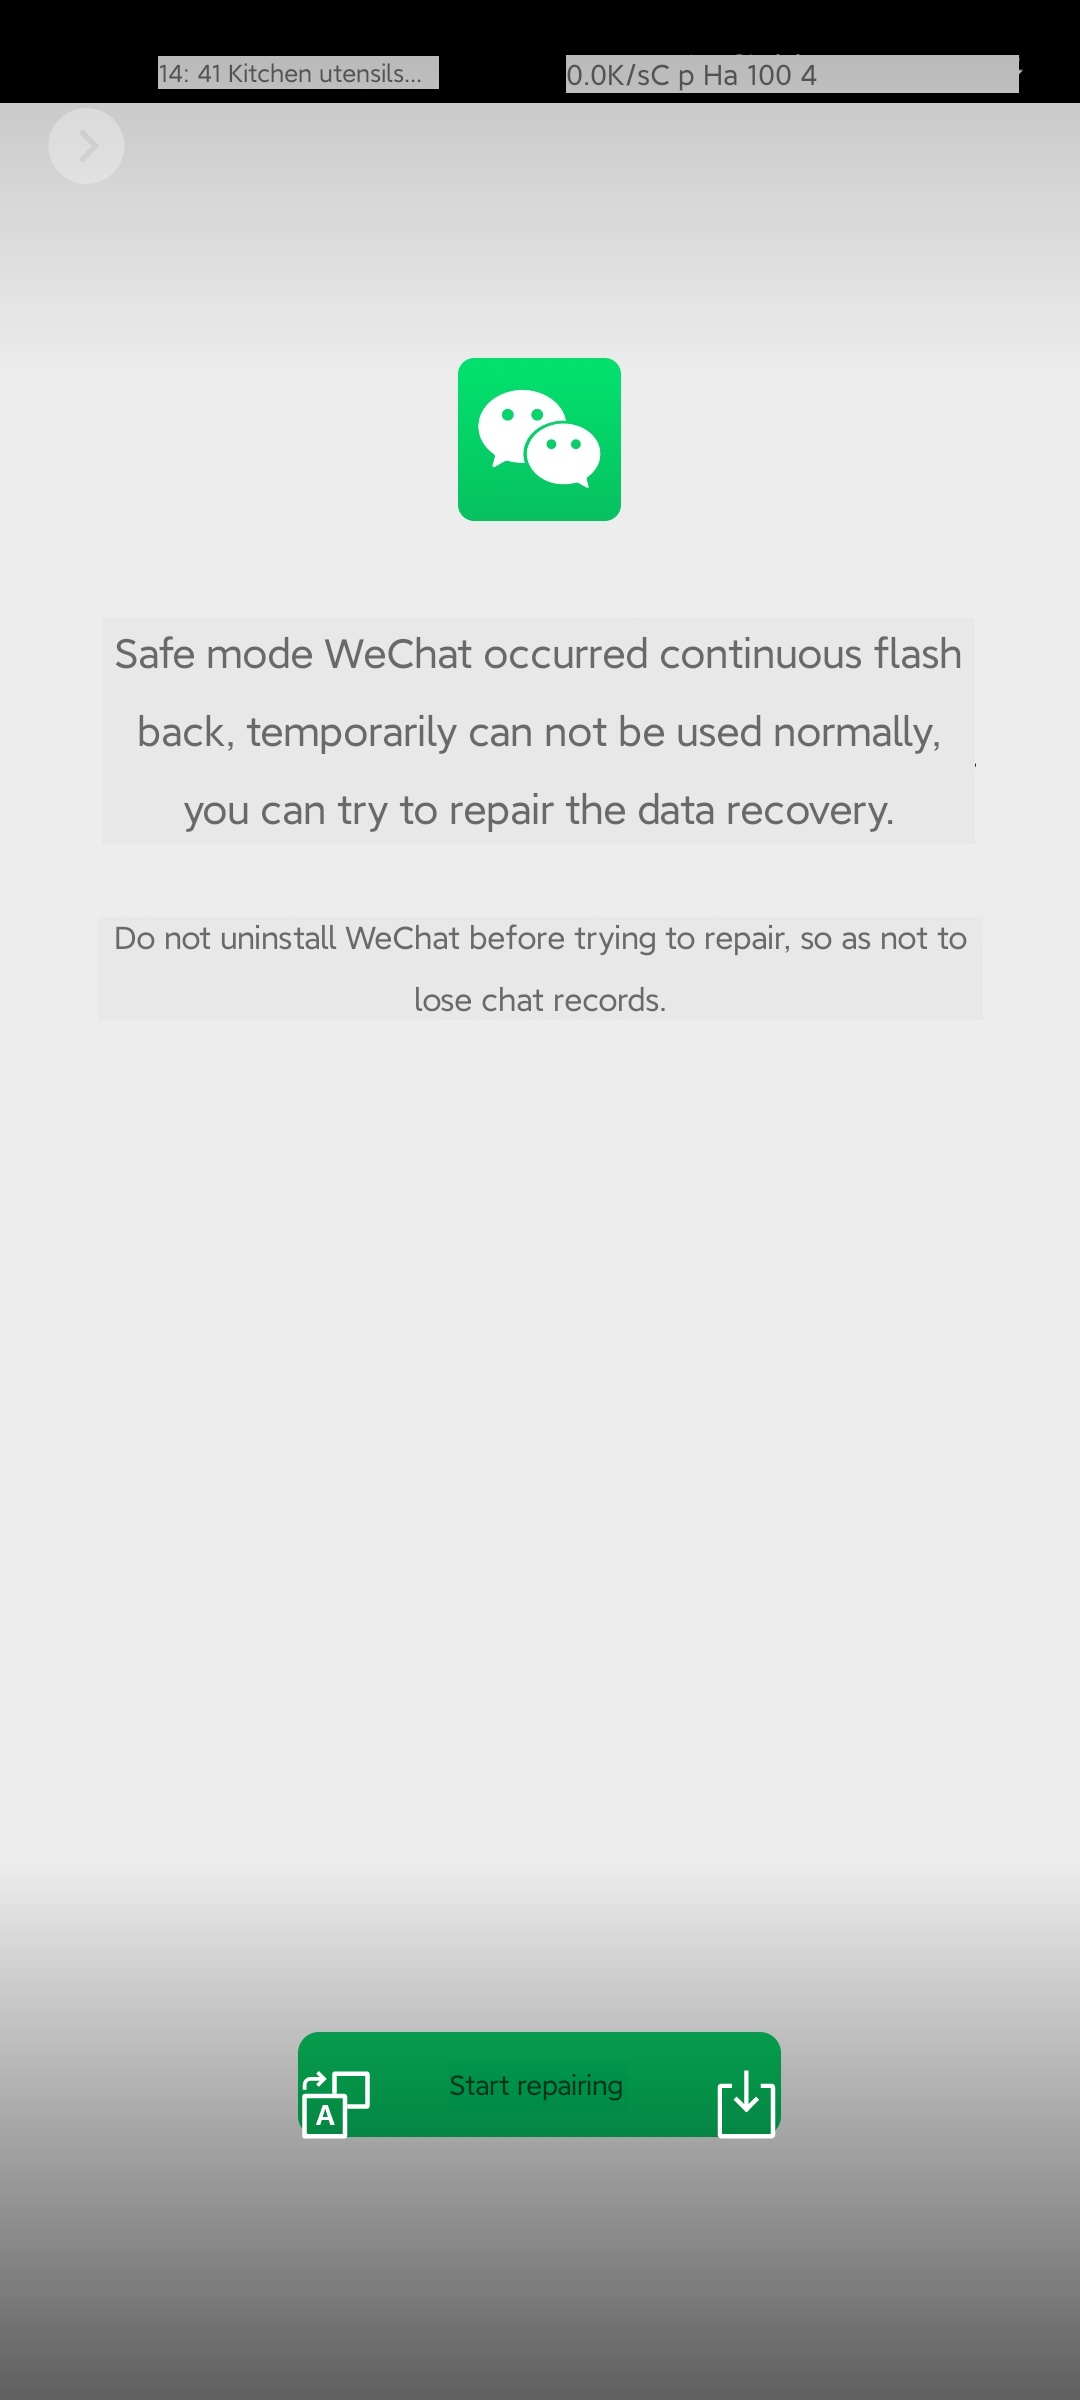 14: 41 Kitchen utensils...
0.0K/sC p Ha 100 4
Safe mode WeChat occurred continuous flash
back, temporarily can not be used normally,
you can try to repair the data recovery.
Do not uninstall WeChat before trying to repair, so as not to
lose chat records.
Start repairing
A